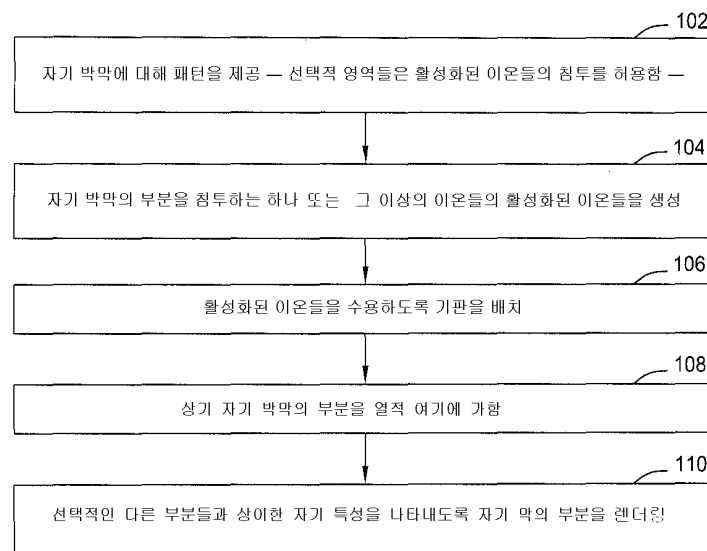 102
자기 박막에 대해 패턴을 제공 — 선택적 영역들은 활성화된 이온들의 침투를 허용함 —
104
자기 박막의 부분을 침투하는 하나 또는 그 이상의 이온들의 활성화된 이온들을 생성
106
활성화된 이온들을 수용하도록 기판을 배치
108
상기 자기 박막의 부분을 열적 여기에 가함
110
선택적인 다른 부분들과 상이한 자기 특성을 나타내도록 자기 막의 부분을 렌더링